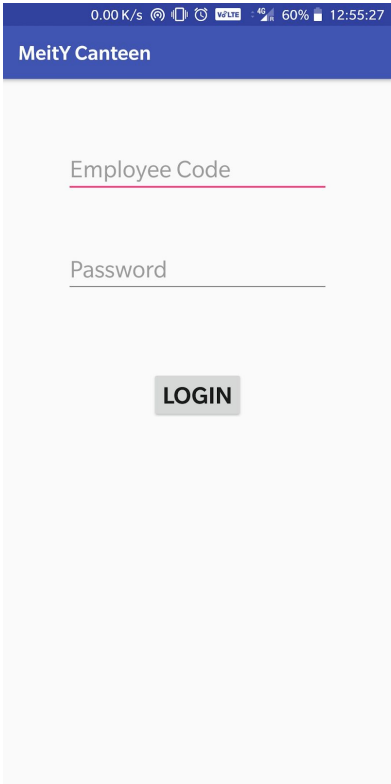 0.00 K/s VoLTE 4G R 60% 12:55:27
MeitY Canteen
Employee Code
Password
LOGIN